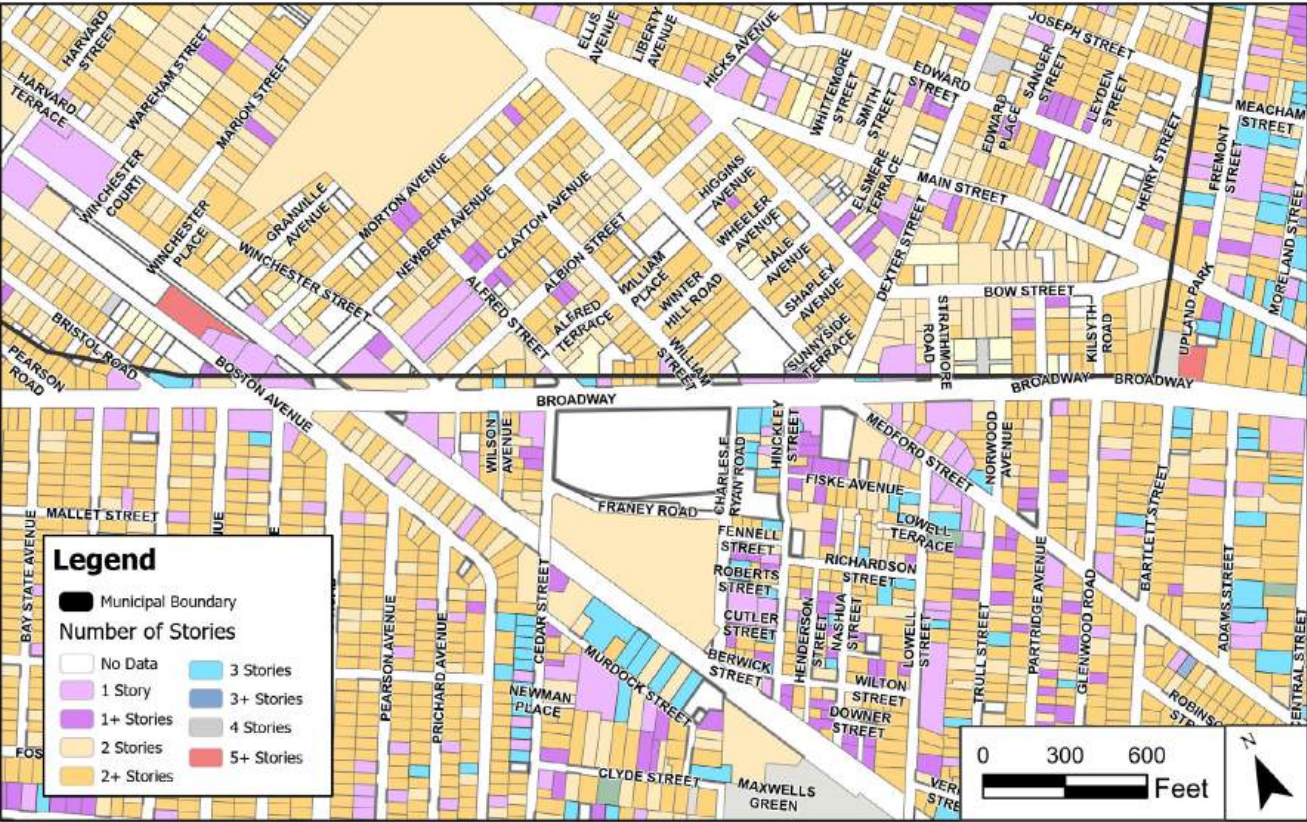 HARVARD
STREET
HARVARD
TERRACE
WAREHAM STREET
MARION STREET
ELLIS
AVENUE
LIBERTY
AVENUE
HICKS AVENUE
JOSEPH STREET
WHITTEMORE
STREET
SMITH
STREET
EDWARD
STREET
EDWARD
PLACE
SANGER
STREET
LEYDEN
STREET
MEACHAM
STREET
HENRY STREET
FREMONT
STREET
MORELAND STREET
UPLAND PARK
MAIN STREET
ELSMERE
TERRACE
DEXTER STREET
BOW STREET
STRATHMORE
ROAD
KILSYTH
ROAD
WINCHESTER
COURT
WINCHESTER
PLACE
GRANVILLE
AVENUE
WINCHESTER STREET
MORTON AVENUE
NEWBERN AVENUE
CLAYTON AVENUE
ALBION STREET
ALFRED STREET
ALFRED
TERRACE
WILLIAM
PLACE
WINTER
HILL ROAD
WILLIAM
STREET
HIGGINS
AVENUE
WHEELER
AVENUE
HALE
AVENUE
SHAPLEY
AVENUE
SUNNYSIDE
TERRACE
BRISTOL ROAD
PEARSON
ROAD
BOSTON AVENUE
BROADWAY
BROADWAY
BROADWAY
WILSON
AVENUE
CHARLES E
RYAN ROAD
HINCKLEY
STREET
MEDFORD STREET
NORWOOD
AVENUE
FISKE AVENUE
FRANEY ROAD
LOWELL
TERRACE
FENNELL
STREET
ROBERTS
STREET
RICHARDSON
STREET
CUTLER
STREET
BERWICK
STREET
HENDERSON
STREET
NASHUA
STREET
LOWELL
STREET
WILTON
STREET
DOWNER
STREET
TRULL STREET
PARTRIDGE AVENUE
GLENWOOD ROAD
BARTLETT STREET
ADAMS STREET
CENTRAL STREET
ROBINSO
STR
VER
STRE
MALLET STREET
BAY STATE AVENUE
PEARSON AVENUE
PRICHARD AVENUE
CEDAR STREET
MURDOCK STREET
NEWMAN
PLACE
CLYDE STREET
MAXWELLS
GREEN
FOS
Legend
Municipal Boundary
Number of Stories
No Data
1 Story
1+ Stories
2 Stories
2+ Stories
3 Stories
3+ Stories
4 Stories
5+ Stories
0 300 600
Feet
N